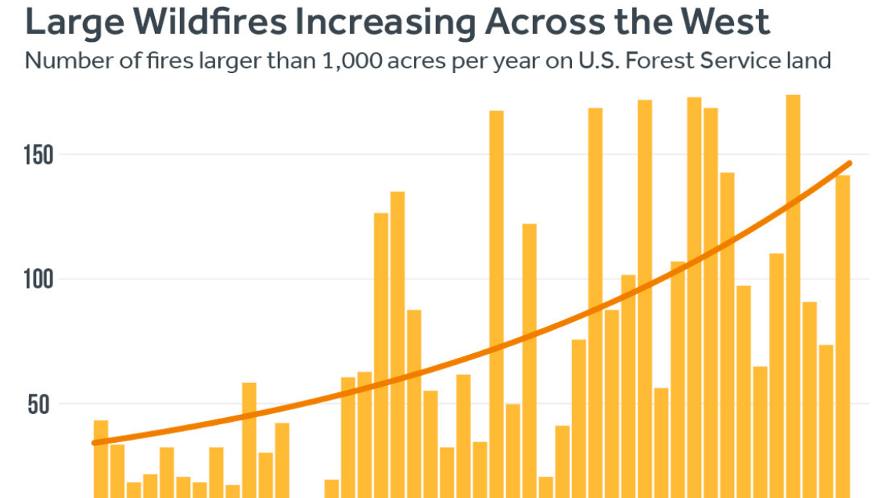 Large Wildfires Increasing Across the West
Number of fires larger than 1,000 acres per year on U.S. Forest Service land
150
100
50